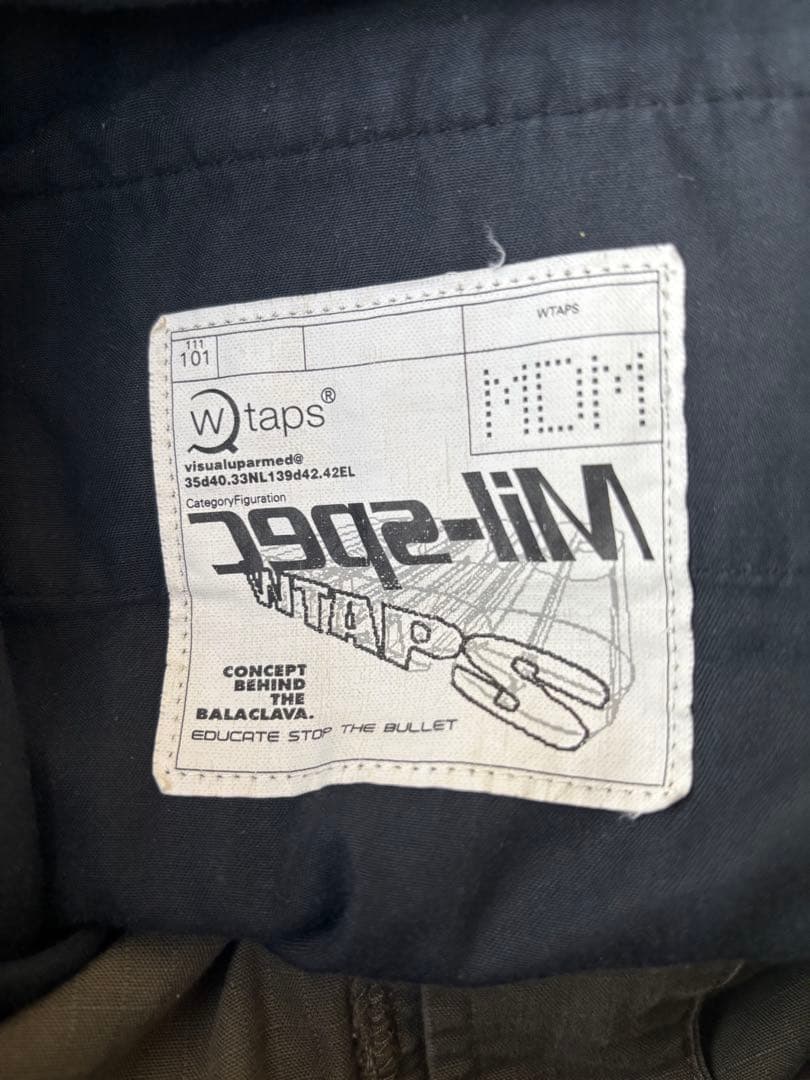 111
101
WTAPS
MOM
Wtaps®
visualuparmed@
35d40.33NL139d42.42EL
CategoryFiguration
Mil-spec
WTAPS
CONCEPT
BEHIND
THE
BALACLAVA.
EDUCATE STOP THE BULLET